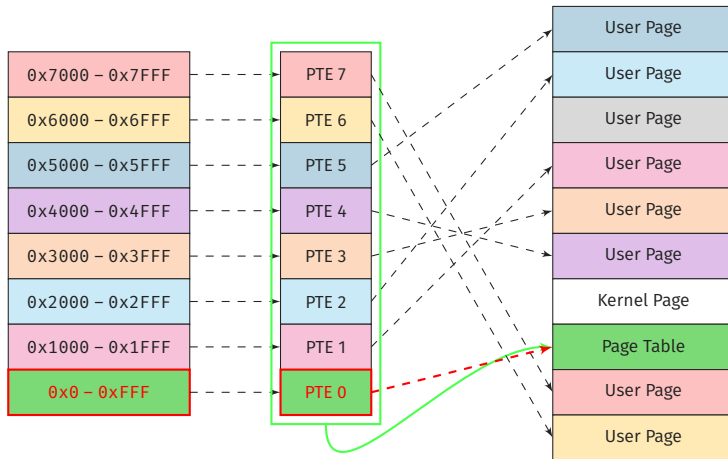 0x7000 – 0x7FFF
0x6000 – 0x6FFF
0x5000 – 0x5FFF
0x4000 – 0x4FFF
0x3000 – 0x3FFF
0x2000 – 0x2FFF
0x1000 – 0x1FFF
0x0 – 0xFFF
PTE 7
PTE 6
PTE 5
PTE 4
PTE 3
PTE 2
PTE 1
PTE 0
User Page
User Page
User Page
User Page
User Page
User Page
Kernel Page
Page Table
User Page
User Page